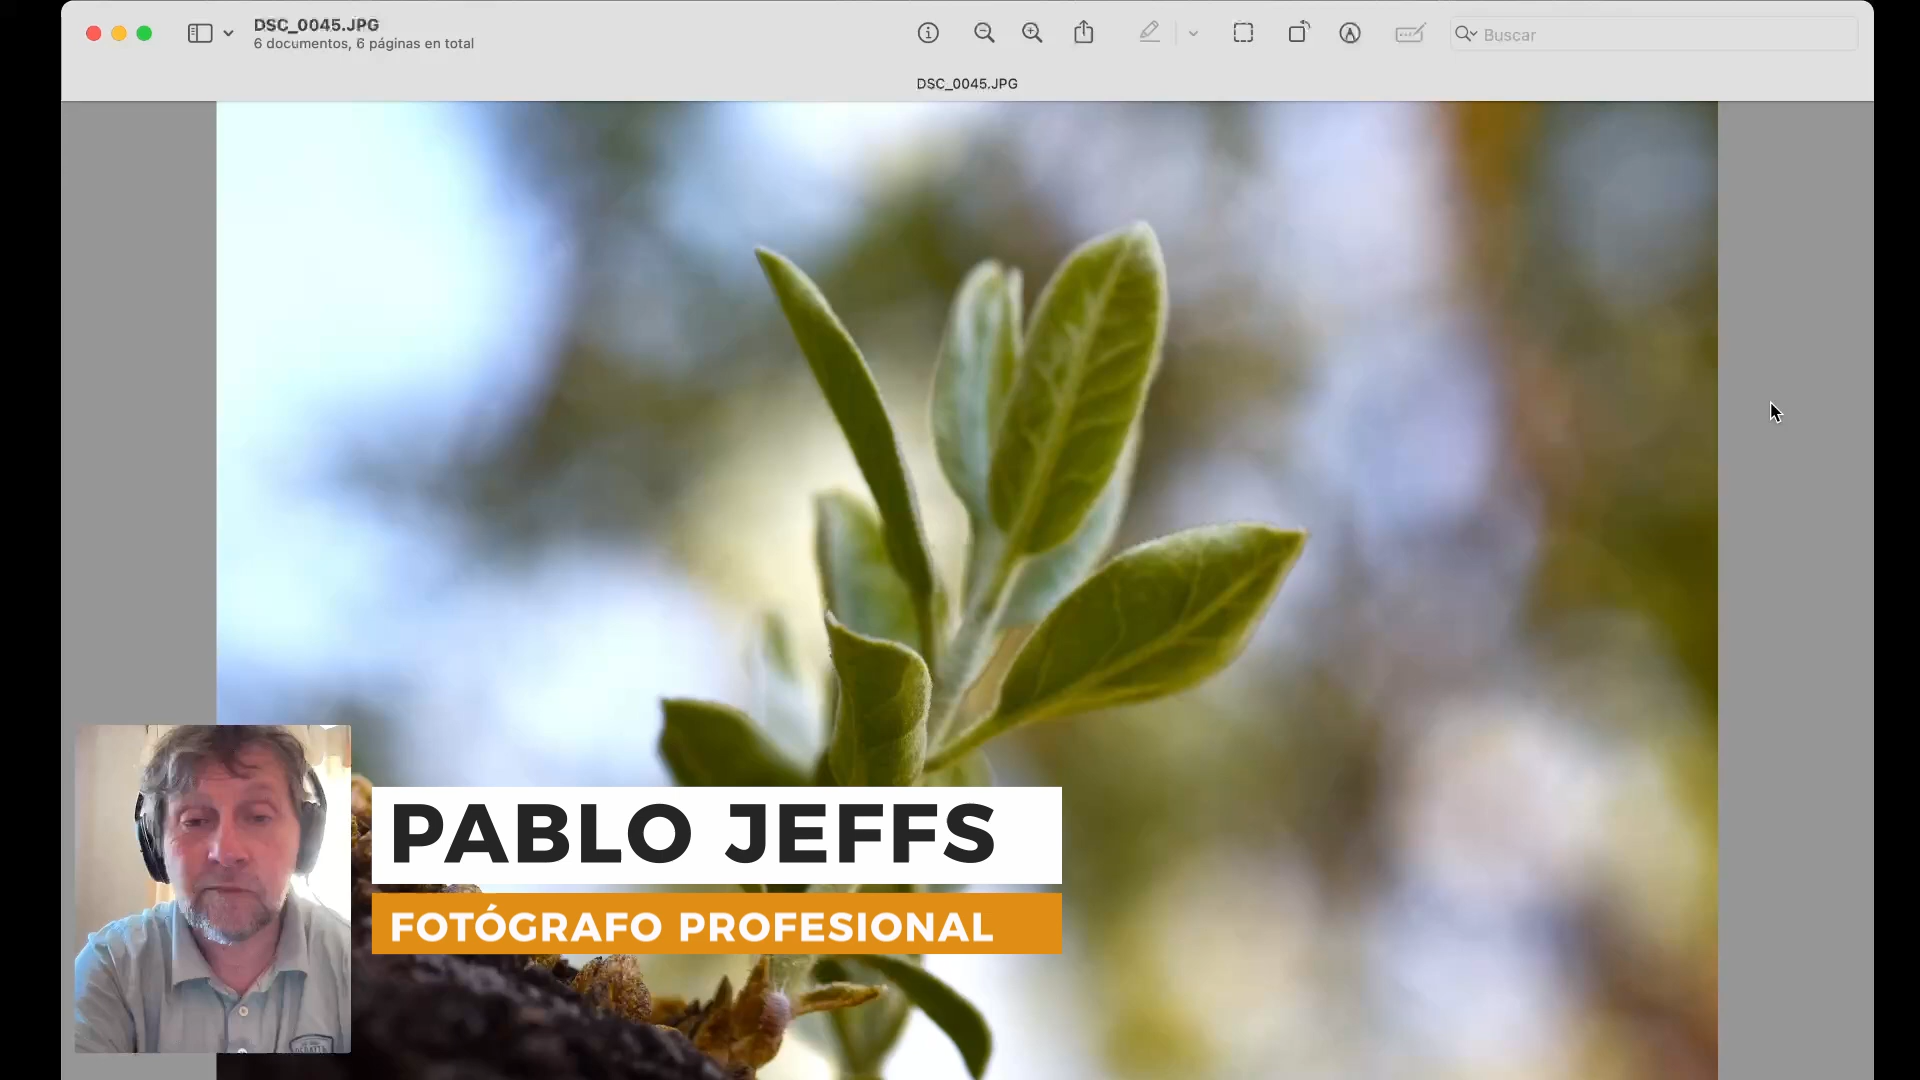 DSC_0045.JPG
6 documentos, 6 páginas en total
Buscar
DSC_0045.JPG
PABLO JEFFS
FOTÓGRAFO PROFESIONAL